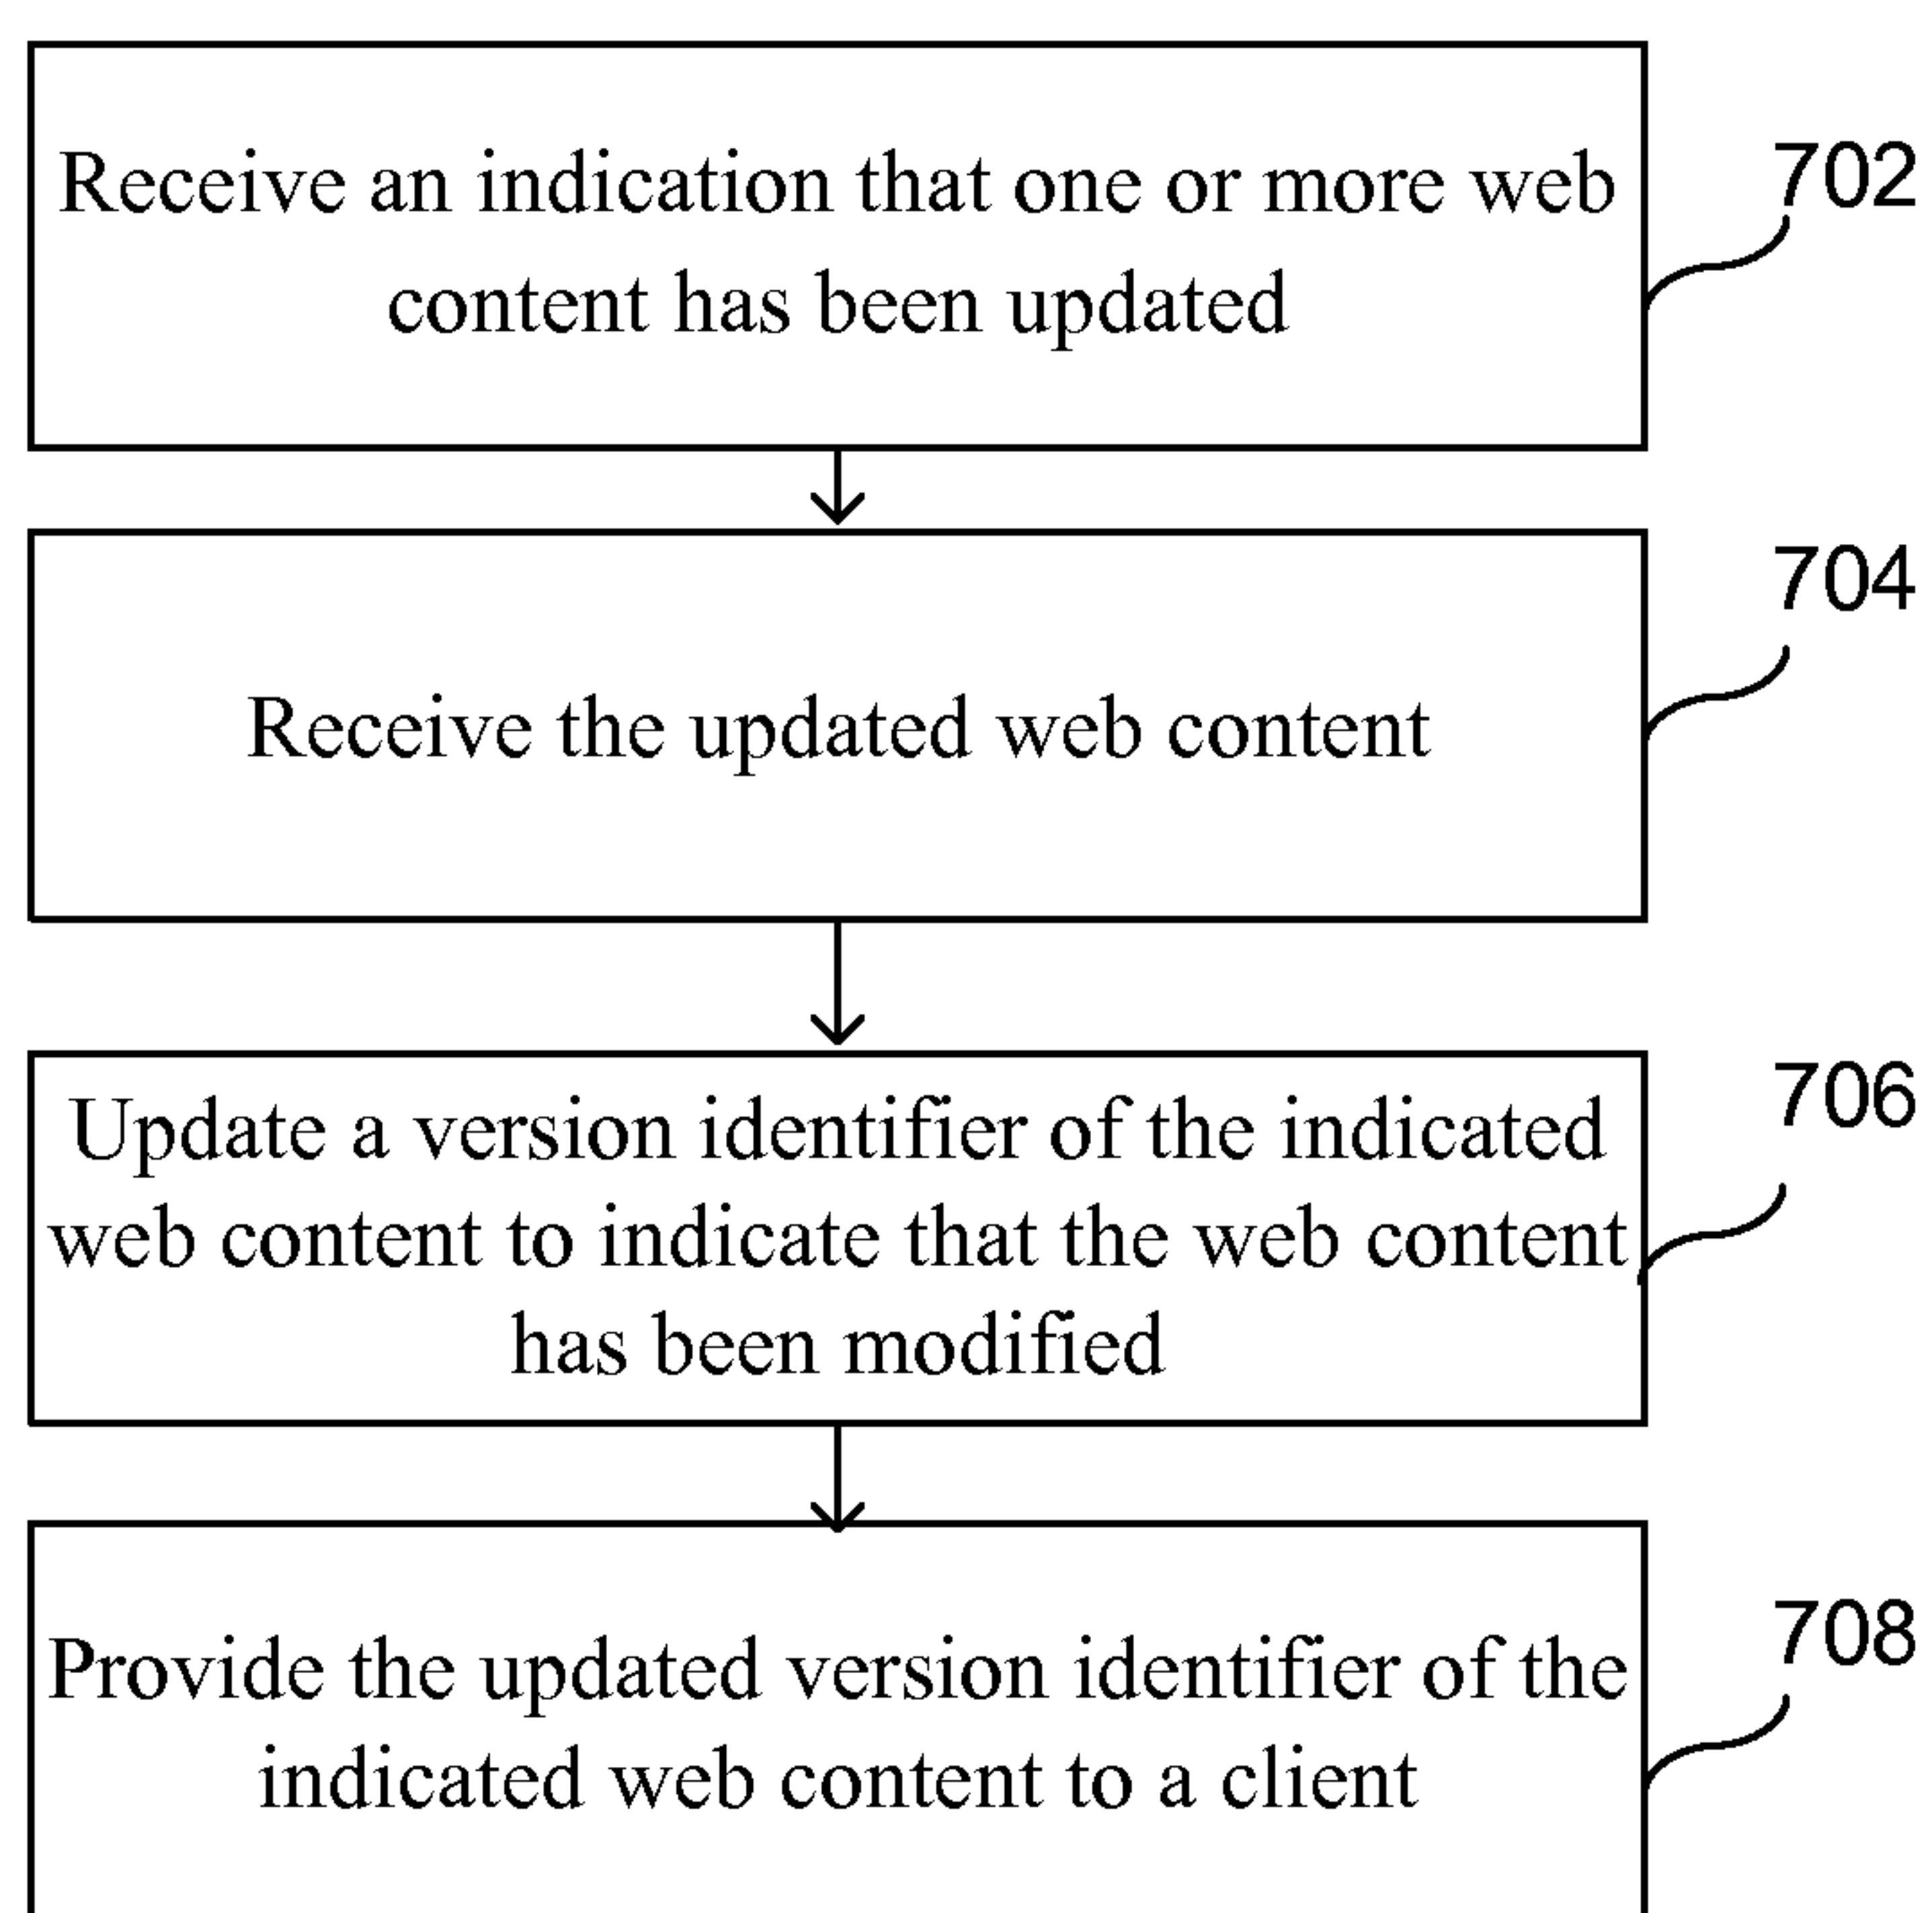 Receive an indication that one or more web
content has been updated
702
Receive the updated web content
704
Update a version identifier of the indicated
web content to indicate that the web content
has been modified
706
Provide the updated version identifier of the
indicated web content to a client
708